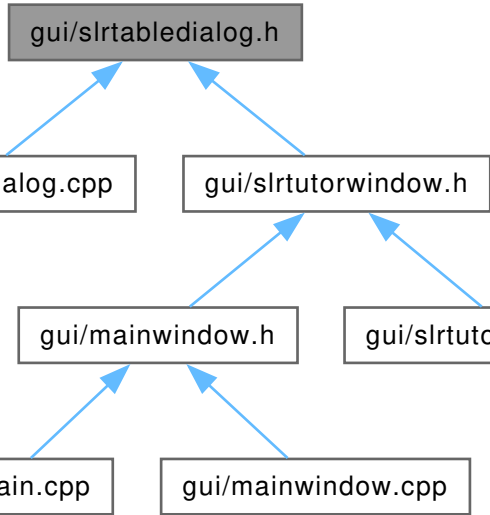 gui/slrtabledialog.h
alog.cpp
gui/slrtutorwindow.h
gui/mainwindow.h
gui/slrtuto
ain.cpp
gui/mainwindow.cpp